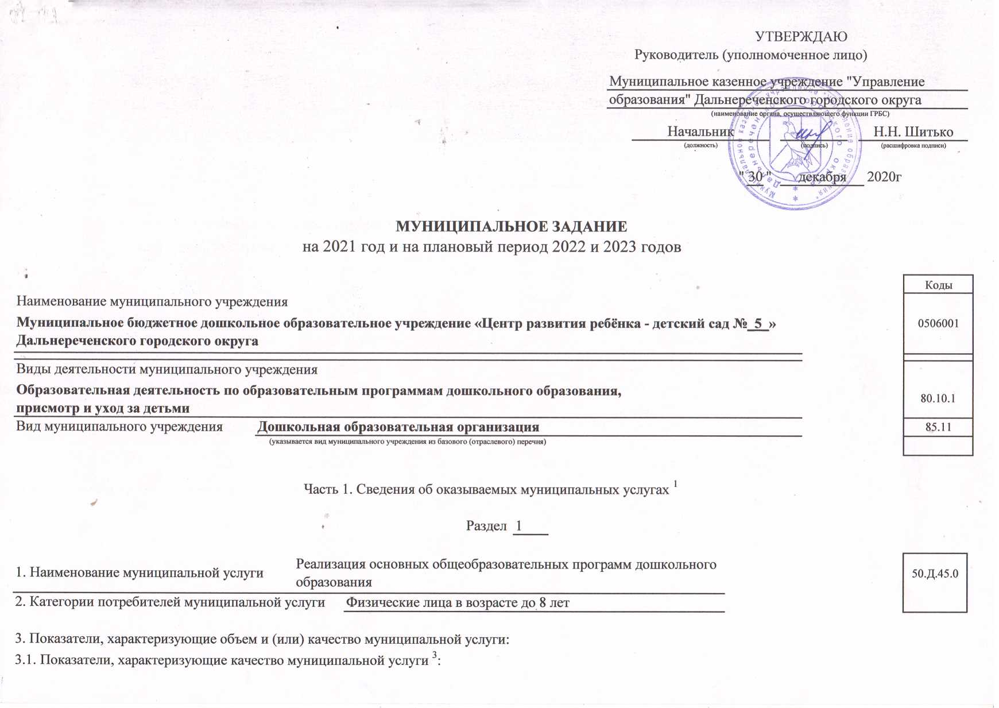 УТВЕРЖДАЮ
Руководитель (уполномоченное лицо)
Муниципальное казенное учреждение "Управление
образования" Дальнереченского городского округа
(наименование органа, осуществляющего функции ГРБС)
Начальник Н.Н. Шитько
(должность) (подпись) (расшифровка подписи)
" 30 " декабря 2020г
МУНИЦИПАЛЬНОЕ ЗАДАНИЕ
на 2021 год и на плановый период 2022 и 2023 годов
Коды
Наименование муниципального учреждения
Муниципальное бюджетное дошкольное образовательное учреждение «Центр развития ребёнка - детский сад №_5_» 0506001
Дальнереченского городского округа
Виды деятельности муниципального учреждения
Образовательная деятельность по образовательным программам дошкольного образования,
80.10.1
присмотр и уход за детьми
Вид муниципального учреждения Дошкольная образовательная организация 85.11
(указывается вид муниципального учреждения из базового (отраслевого) перечня)
Часть 1. Сведения об оказываемых муниципальных услугах 1
Раздел 1
Реализация основных общеобразовательных программ дошкольного
1. Наименование муниципальной услуги 50.Д.45.0
образования
2. Категории потребителей муниципальной услуги Физические лица в возрасте до 8 лет
3. Показатели, характеризующие объем и (или) качество муниципальной услуги:
3.1. Показатели, характеризующие качество муниципальной услуги 3: